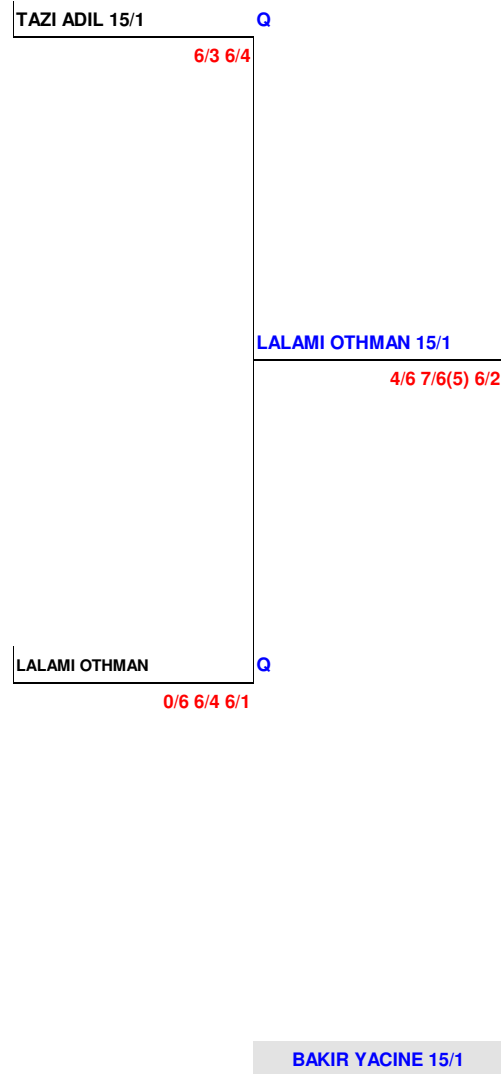 TAZI ADIL 15/1 Q
6/3 6/4
LALAMI OTHMAN 15/1
4/6 7/6(5) 6/2
LALAMI OTHMAN Q
0/6 6/4 6/1
BAKIR YACINE 15/1